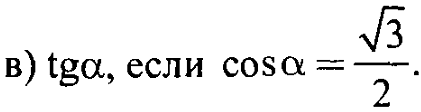 в) tgα, если cosα = √3/2.